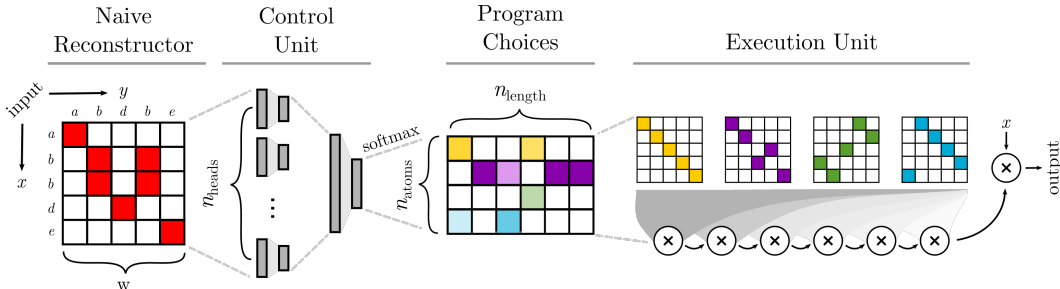 Naive
Reconstructor
Control
Unit
Program
Choices
Execution Unit
input
y
x
a b d b e
a
b
b
d
e
w
n_heads
...
softmax
n_length
n_atoms
× × × × × ×
x
×
output